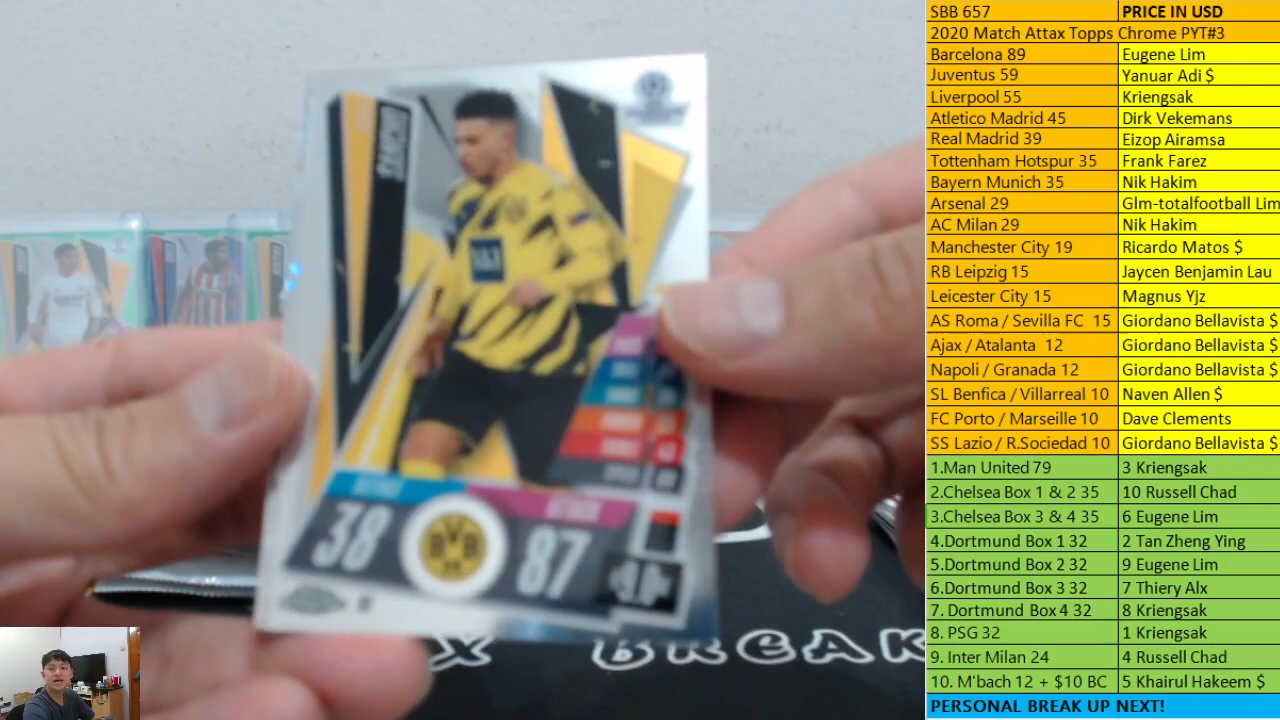 SANCHO
38
BVB
09
87
9.0M
BREAK
SBB 657 PRICE IN USD
2020 Match Attax Topps Chrome PYT#3
Barcelona 89 Eugene Lim
Juventus 59 Yanuar Adi $
Liverpool 55 Kriengsak
Atletico Madrid 45 Dirk Vekemans
Real Madrid 39 Eizop Airamsa
Tottenham Hotspur 35 Frank Farez
Bayern Munich 35 Nik Hakim
Arsenal 29 Glm-totalfootball Lim
AC Milan 29 Nik Hakim
Manchester City 19 Ricardo Matos $
RB Leipzig 15 Jaycen Benjamin Lau
Leicester City 15 Magnus Yjz
AS Roma / Sevilla FC 15 Giordano Bellavista $
Ajax / Atalanta 12 Giordano Bellavista $
Napoli / Granada 12 Giordano Bellavista $
SL Benfica / Villarreal 10 Naven Allen $
FC Porto / Marseille 10 Dave Clements
SS Lazio / R.Sociedad 10 Giordano Bellavista $
1.Man United 79 3 Kriengsak
2.Chelsea Box 1 & 2 35 10 Russell Chad
3.Chelsea Box 3 & 4 35 6 Eugene Lim
4.Dortmund Box 1 32 2 Tan Zheng Ying
5.Dortmund Box 2 32 9 Eugene Lim
6.Dortmund Box 3 32 7 Thiery Alx
7. Dortmund Box 4 32 8 Kriengsak
8. PSG 32 1 Kriengsak
9. Inter Milan 24 4 Russell Chad
10. M'bach 12 + $10 BC 5 Khairul Hakeem $
PERSONAL BREAK UP NEXT!